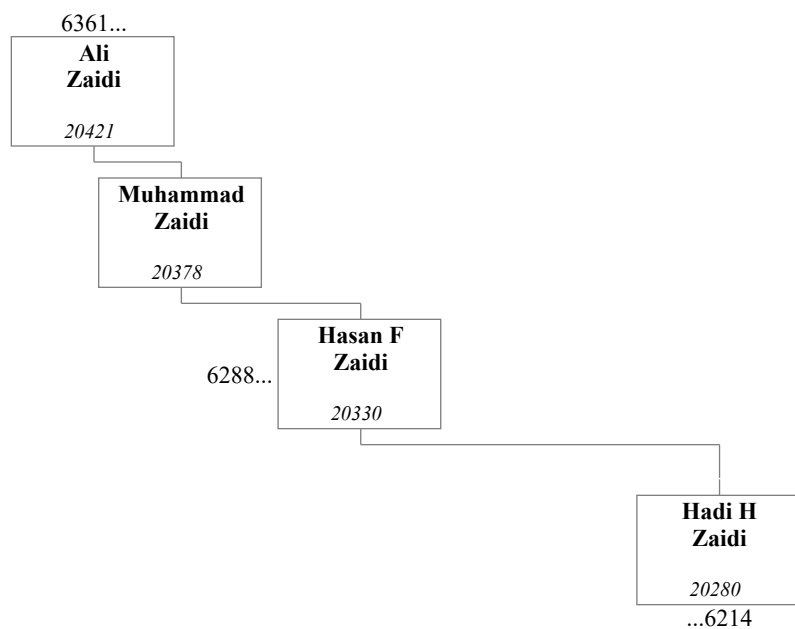 6361...
Ali
Zaidi
20421
Muhammad
Zaidi
20378
Hasan F
Zaidi
6288...
20330
Hadi H
Zaidi
20280
...6214